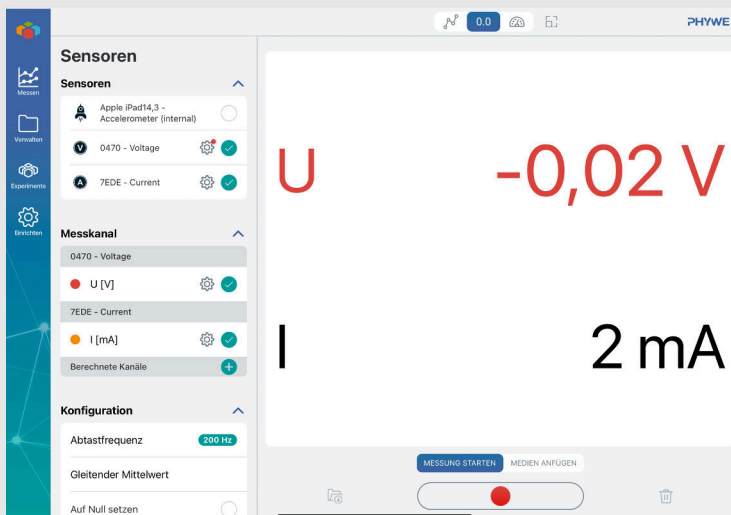 0.0
PHYWE
Messen
Verwalten
Experimente
Einrichten
Sensoren
Sensoren
Apple iPad14,3 -
Accelerometer (internal)
V
0470 - Voltage
A
7EDE - Current
Messkanal
0470 - Voltage
U [V]
7EDE - Current
I [mA]
Berechnete Kanäle
Konfiguration
Abtastfrequenz
200 Hz
Gleitender Mittelwert
Auf Null setzen
U -0,02 V
I 2 mA
MESSUNG STARTEN
MEDIEN ANFÜGEN